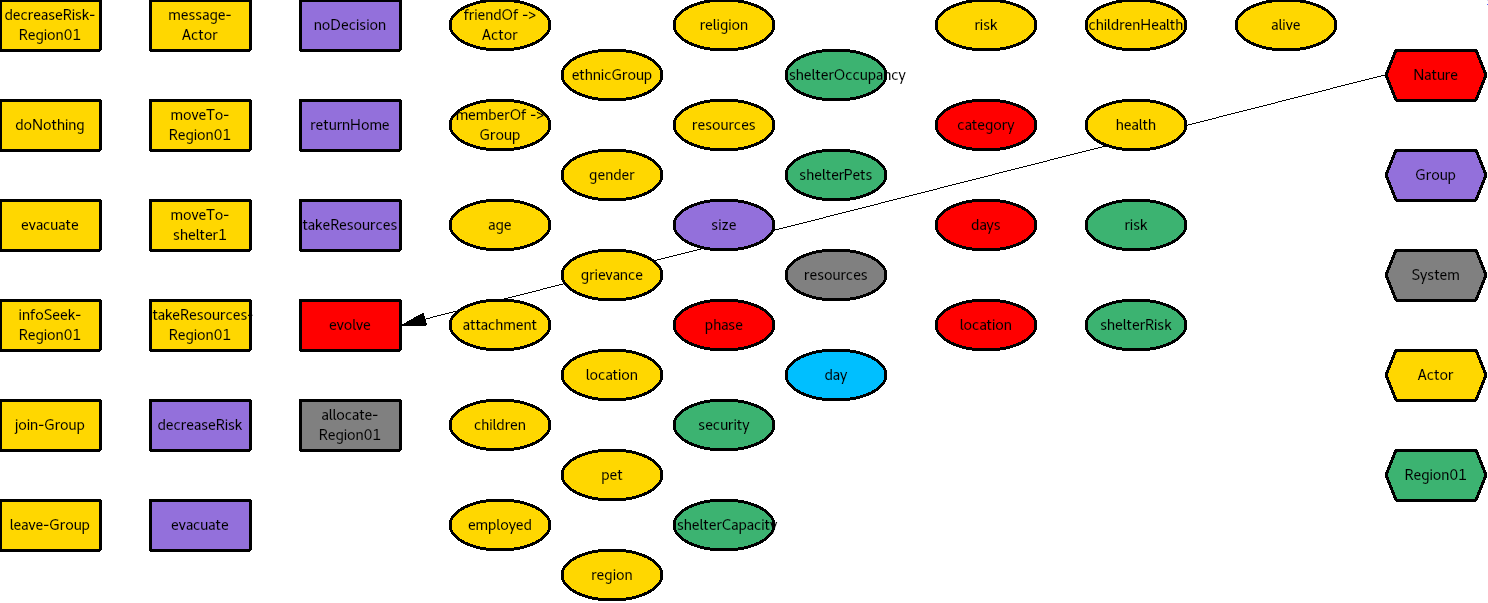 decreaseRisk-
Region01
message-
Actor
noDecision
friendOf ->
Actor
religion
risk
childrenHealth
alive
ethnicGroup
shelterOccupancy
Nature
doNothing
moveTo-
Region01
returnHome
memberOf ->
Group
resources
category
health
gender
shelterPets
Group
evacuate
moveTo-
shelter1
takeResources
age
size
days
risk
grievance
resources
System
infoSeek-
Region01
takeResources-
Region01
evolve
attachment
phase
location
shelterRisk
location
day
Actor
join-Group
decreaseRisk
allocate-
Region01
children
security
pet
Region01
leave-Group
evacuate
employed
shelterCapacity
region